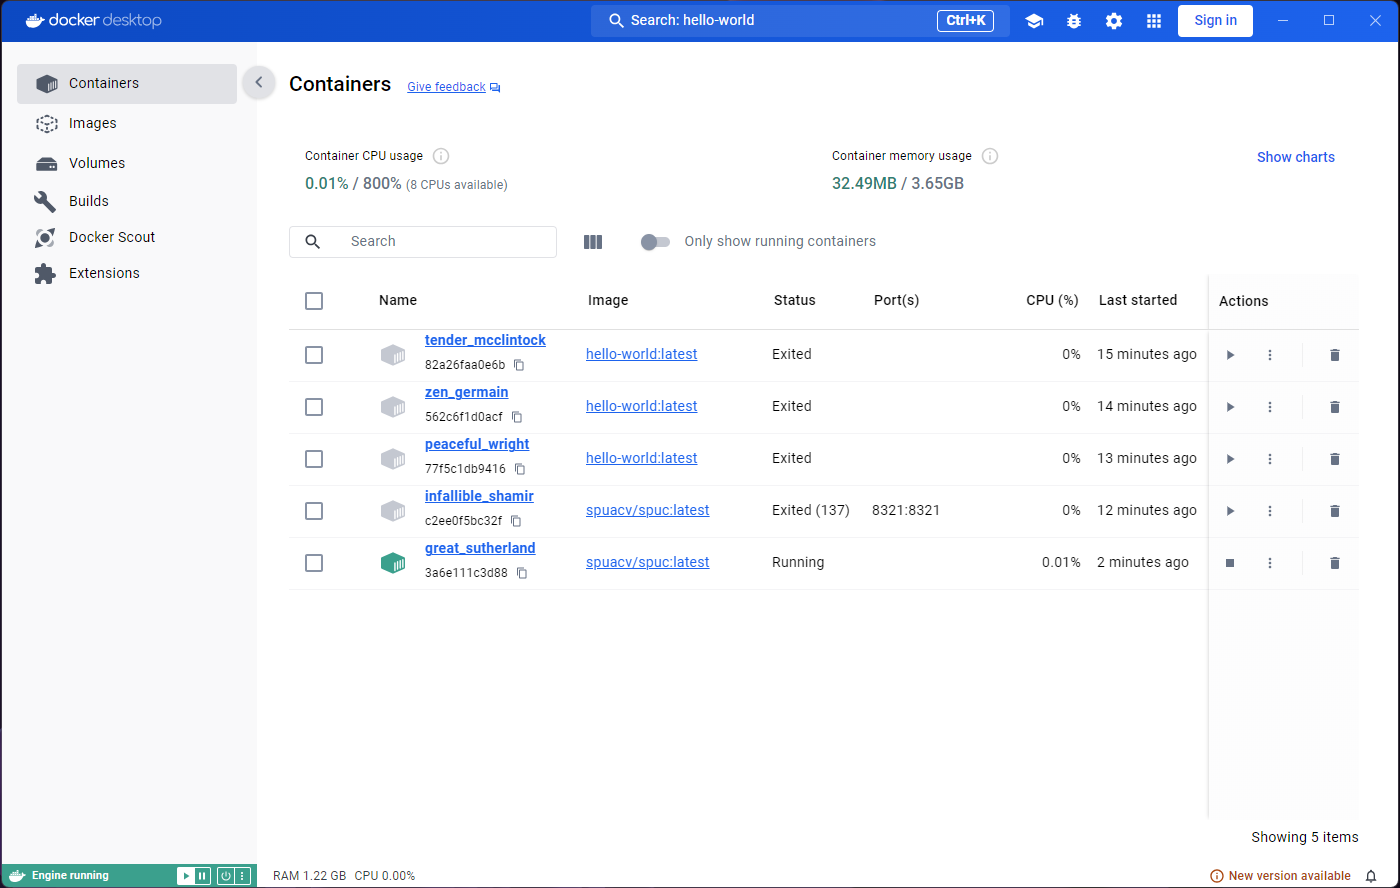 docker desktop
Search: hello-world Ctrl+K Sign in
Containers
Images
Volumes
Builds
Docker Scout
Extensions
Containers Give feedback
Container CPU usage
0.01% / 800% (8 CPUs available)
Container memory usage
32.49MB / 3.65GB
Show charts
Search
Only show running containers
Name Image Status Port(s) CPU (%) Last started Actions
tender_mcclintock
82a26faa0e6b
hello-world:latest Exited 0% 15 minutes ago
zen_germain
562c6f1d0acf
hello-world:latest Exited 0% 14 minutes ago
peaceful_wright
77f5c1db9416
hello-world:latest Exited 0% 13 minutes ago
infallible_shamir
c2ee0f5bc32f
spuacv/spuc:latest Exited (137) 8321:8321 0% 12 minutes ago
great_sutherland
3a6e111c3d88
spuacv/spuc:latest Running 0.01% 2 minutes ago
Showing 5 items
Engine running
RAM 1.22 GB CPU 0.00%
New version available